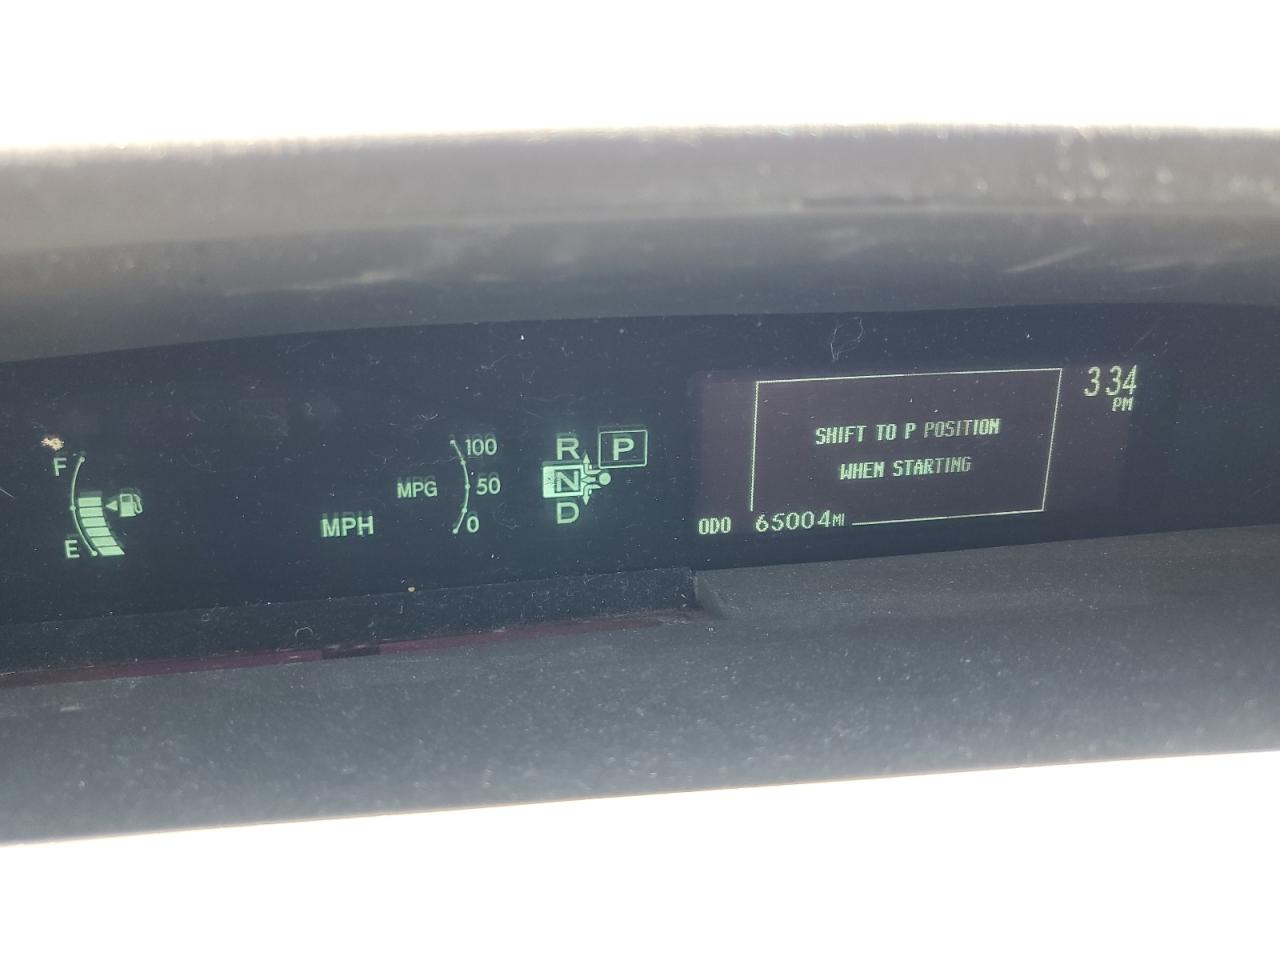 F
E
MPH
MPG
100
50
0
R
P
N
D
SHIFT TO P POSITION
WHEN STARTING
ODO 65004MI
3 34
PM